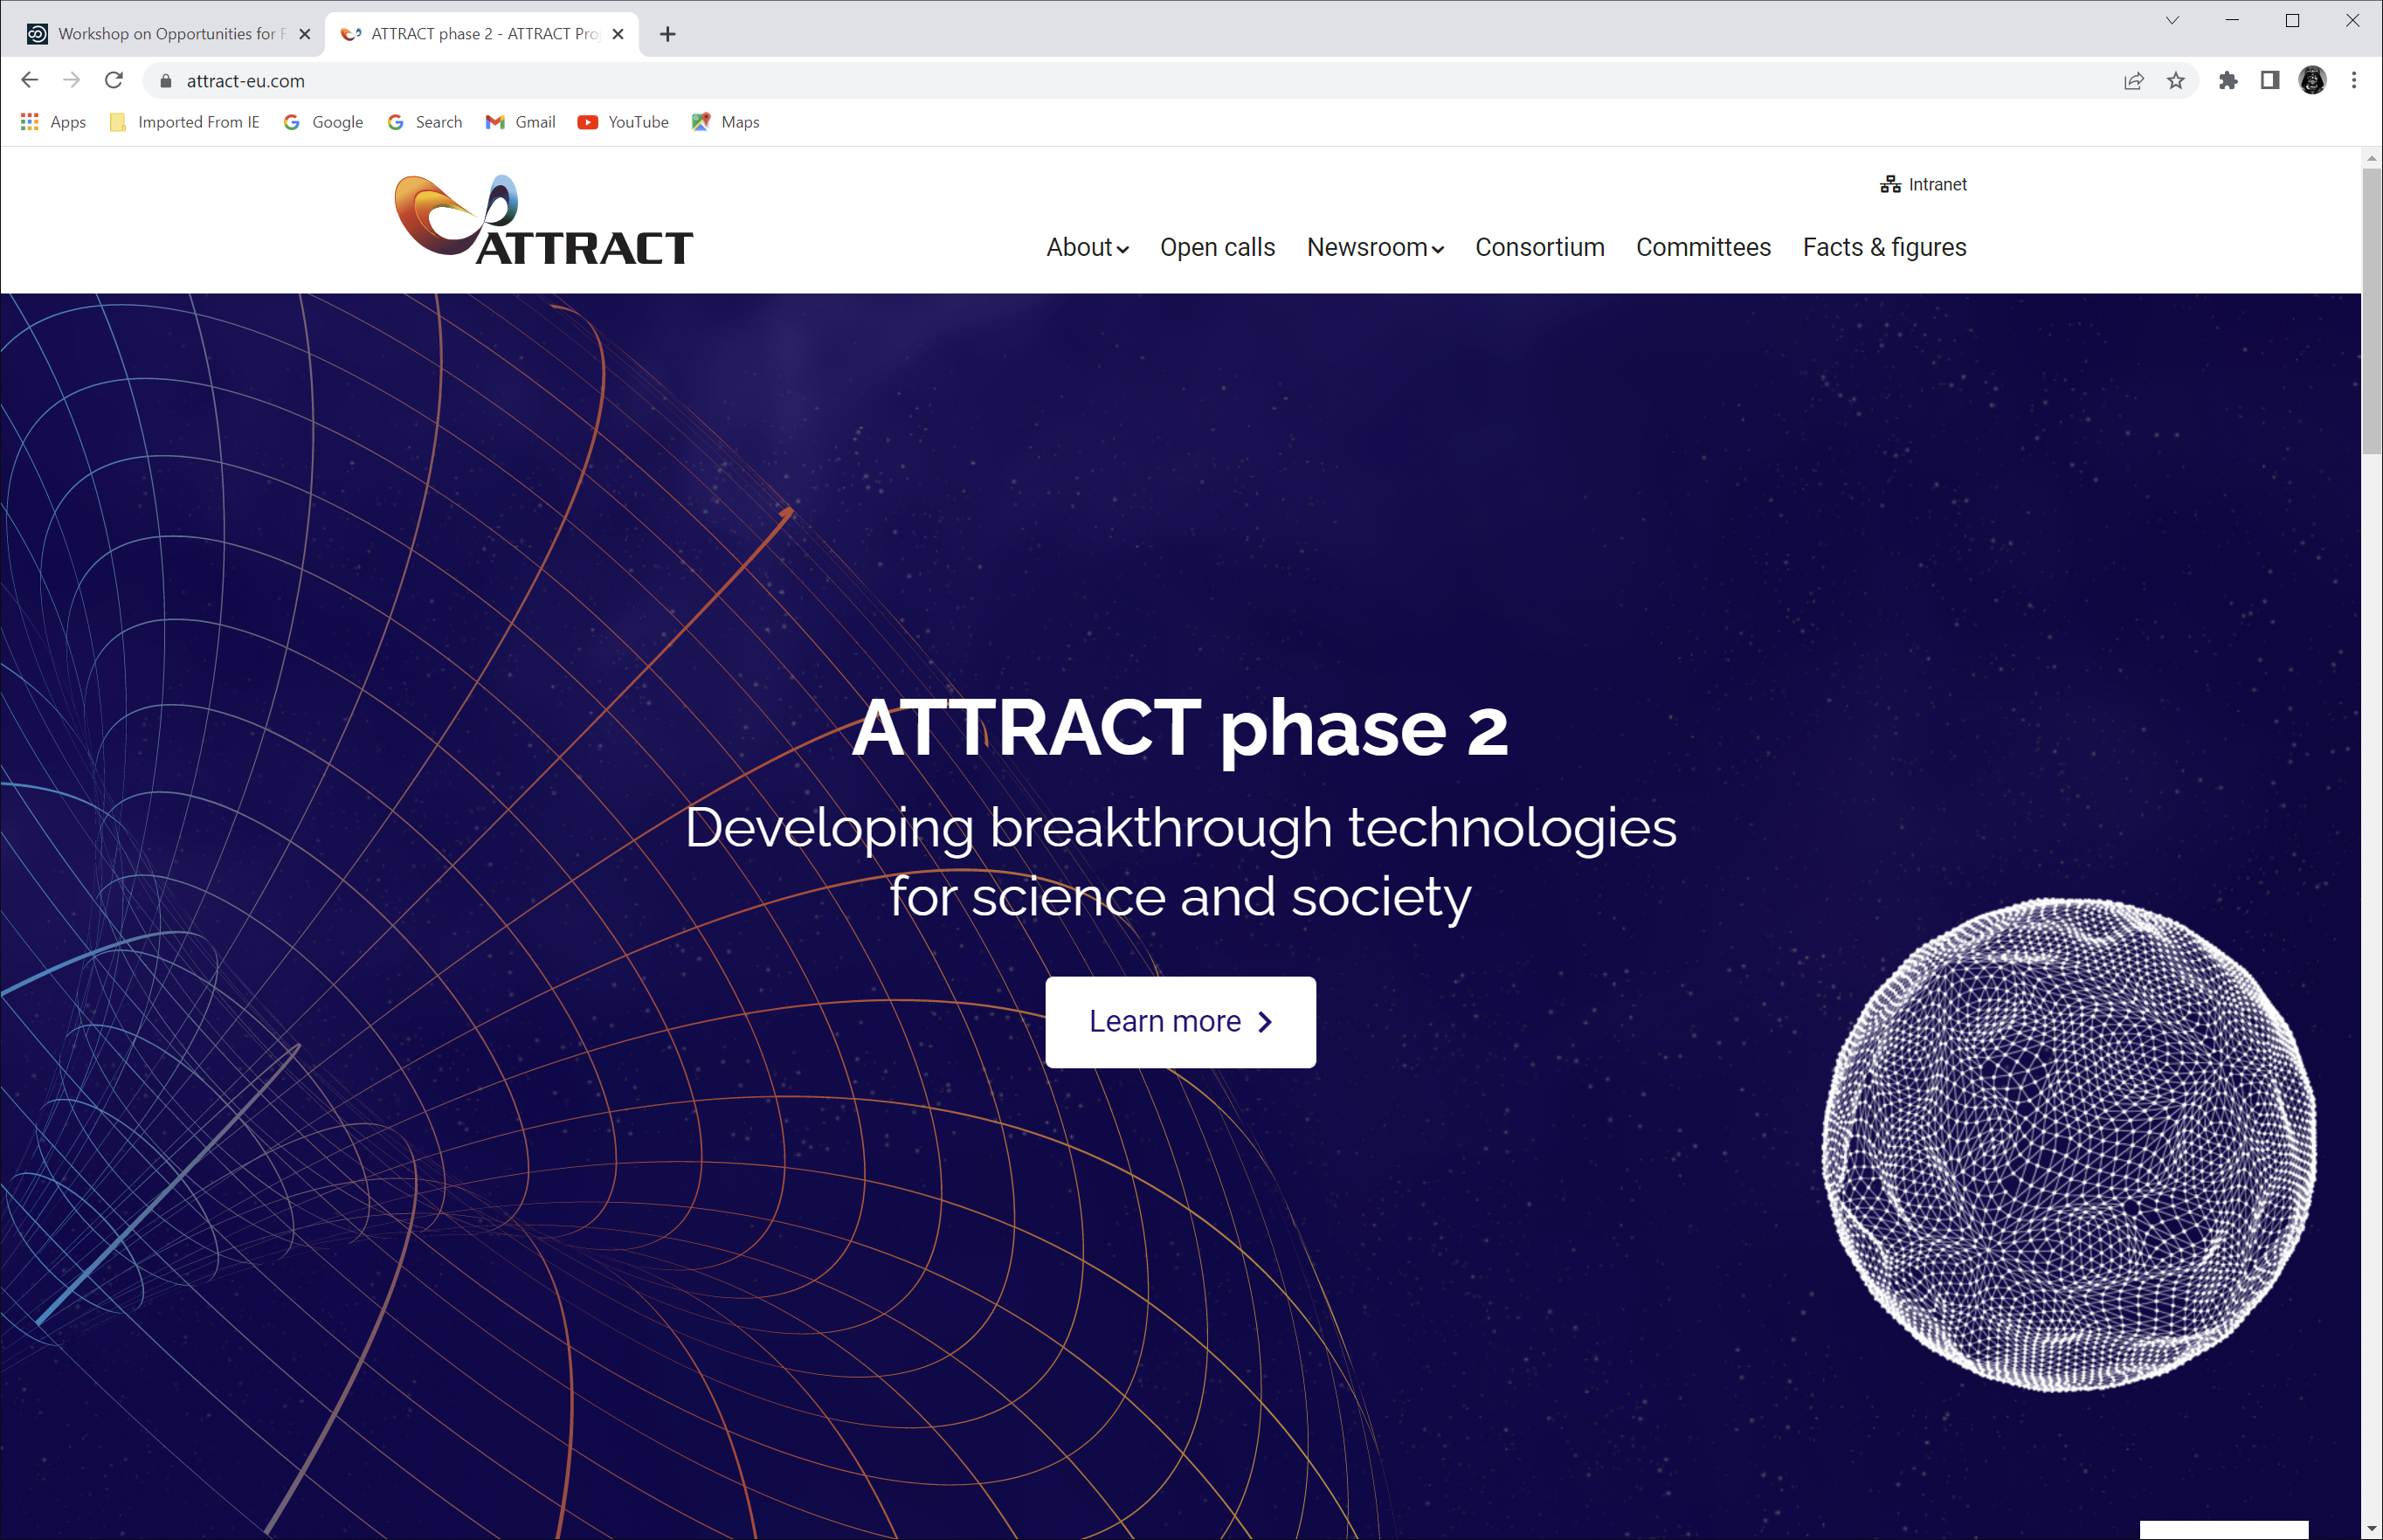 Workshop on Opportunities for F
ATTRACT phase 2 - ATTRACT Pro
attract-eu.com
Apps
Imported From IE
Google
Search
Gmail
YouTube
Maps
ATTRACT
Intranet
About
Open calls
Newsroom
Consortium
Committees
Facts & figures
ATTRACT phase 2
Developing breakthrough technologies
for science and society
Learn more